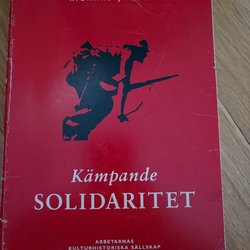 Kämpande
SOLIDARITET
ARBETARNAS
KULTURHISTORISKA SÄLLSKAP